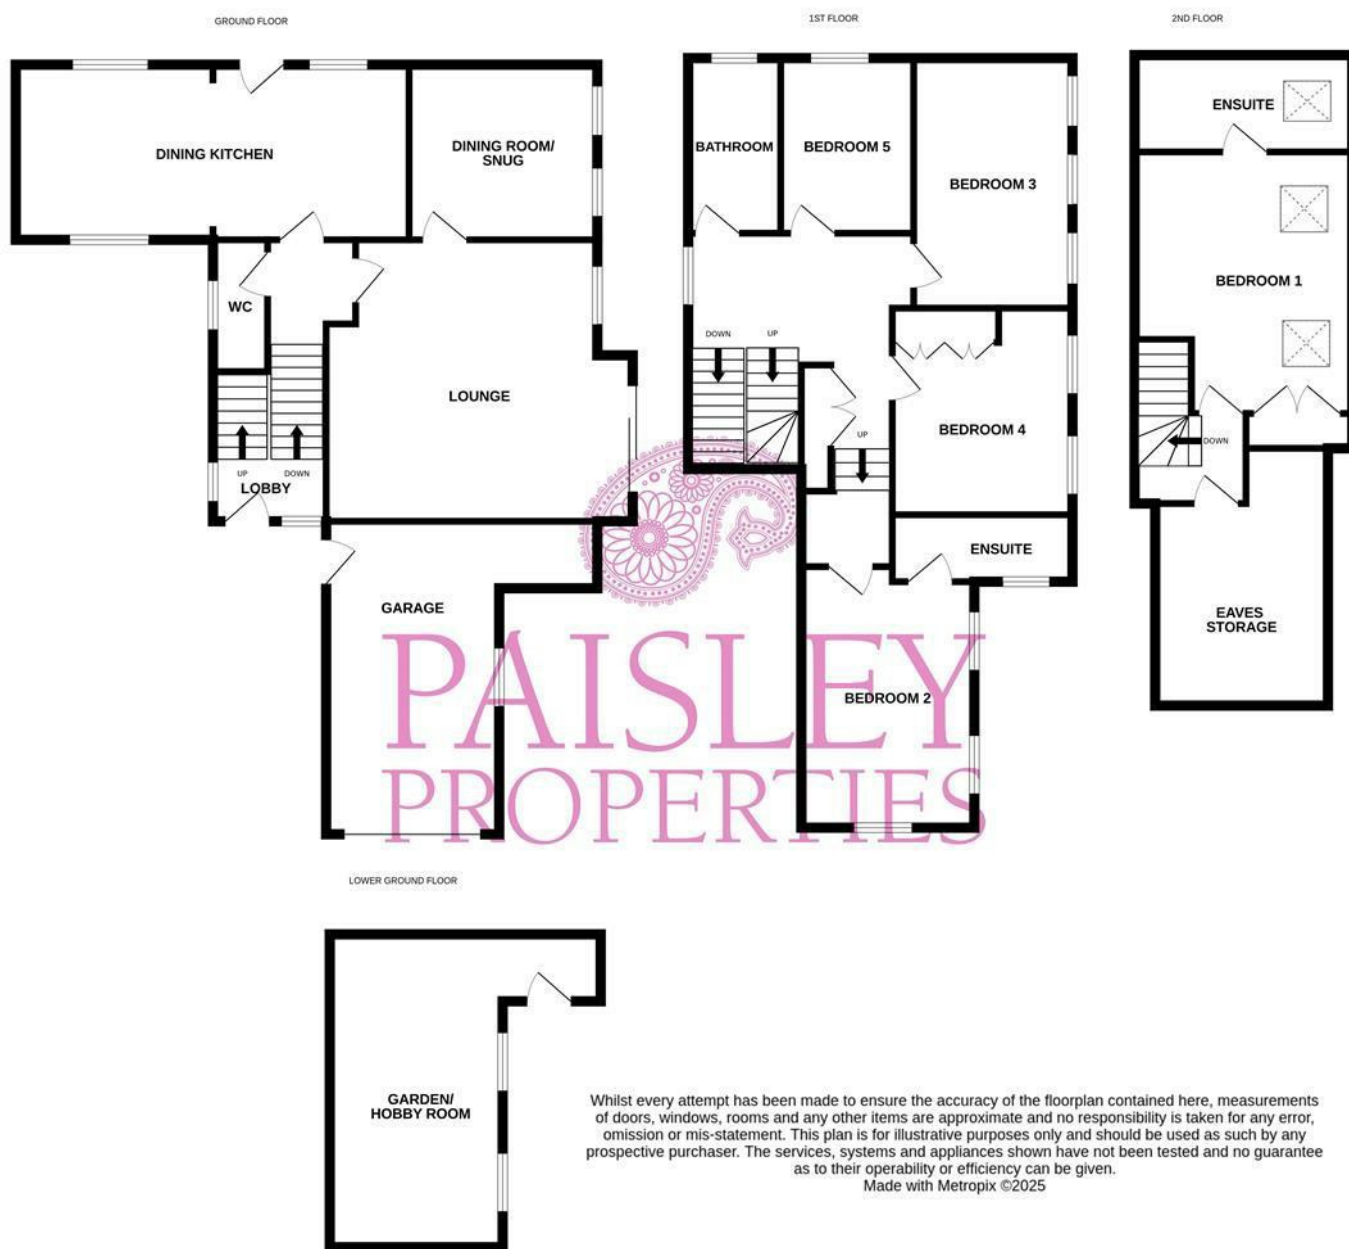 GROUND FLOOR
DINING KITCHEN
DINING ROOM/
SNUG
WC
LOUNGE
UP
DOWN
LOBBY
GARAGE
1ST FLOOR
BATHROOM
BEDROOM 5
BEDROOM 3
DOWN
UP
BEDROOM 4
UP
ENSUITE
BEDROOM 2
2ND FLOOR
ENSUITE
BEDROOM 1
DOWN
EAVES
STORAGE
PAISLEY
PROPERTIES
LOWER GROUND FLOOR
GARDEN/
HOBBY ROOM
Whilst every attempt has been made to ensure the accuracy of the floorplan contained here, measurements
of doors, windows, rooms and any other items are approximate and no responsibility is taken for any error,
omission or mis-statement. This plan is for illustrative purposes only and should be used as such by any
prospective purchaser. The services, systems and appliances shown have not been tested and no guarantee
as to their operability or efficiency can be given.
Made with Metropix ©2025